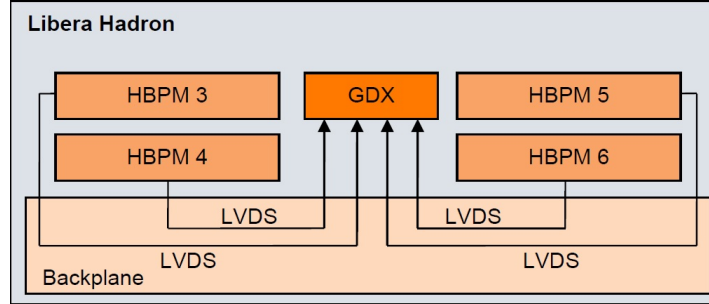 Libera Hadron
HBPM 3
GDX
HBPM 5
HBPM 4
HBPM 6
LVDS
LVDS
LVDS
LVDS
Backplane